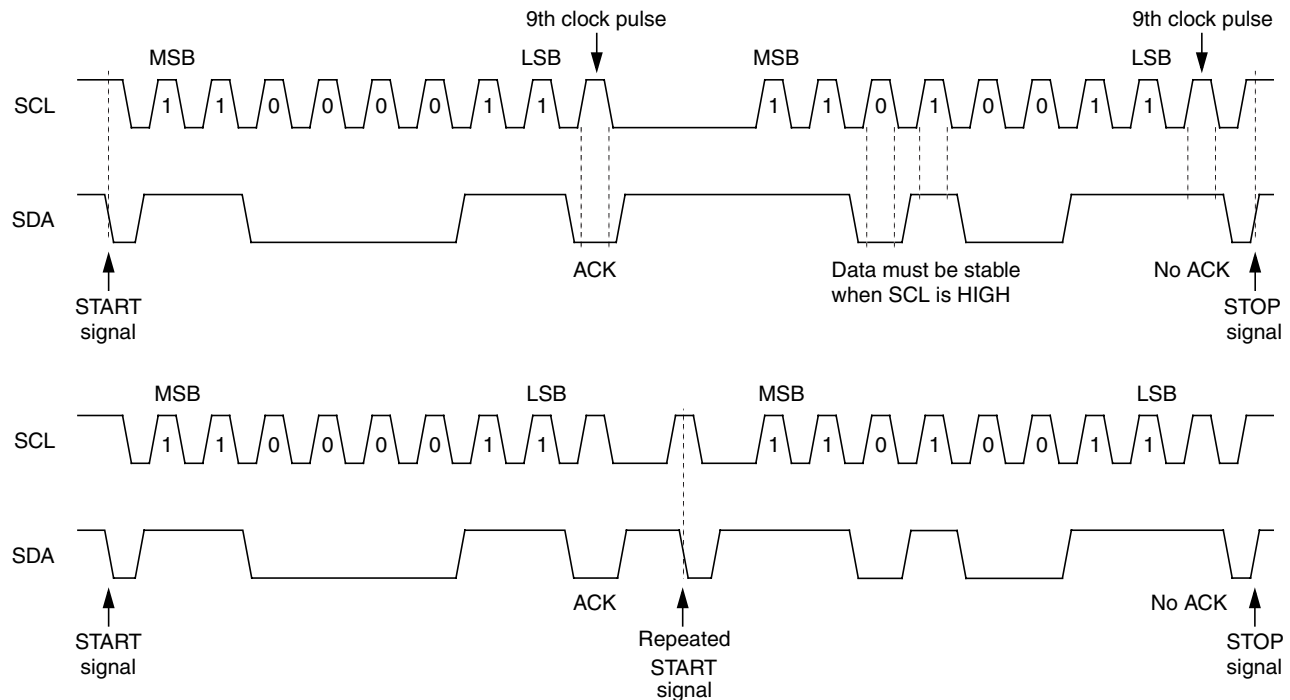 9th clock pulse 9th clock pulse
MSB LSB MSB LSB
SCL 1 1 0 0 0 0 1 1 1 1 0 1 0 0 1 1
SDA
ACK Data must be stable No ACK
when SCL is HIGH
START STOP
signal signal
MSB LSB MSB LSB
SCL 1 1 0 0 0 0 1 1 1 1 0 1 0 0 1 1
SDA
ACK No ACK
START Repeated STOP
signal START signal
signal